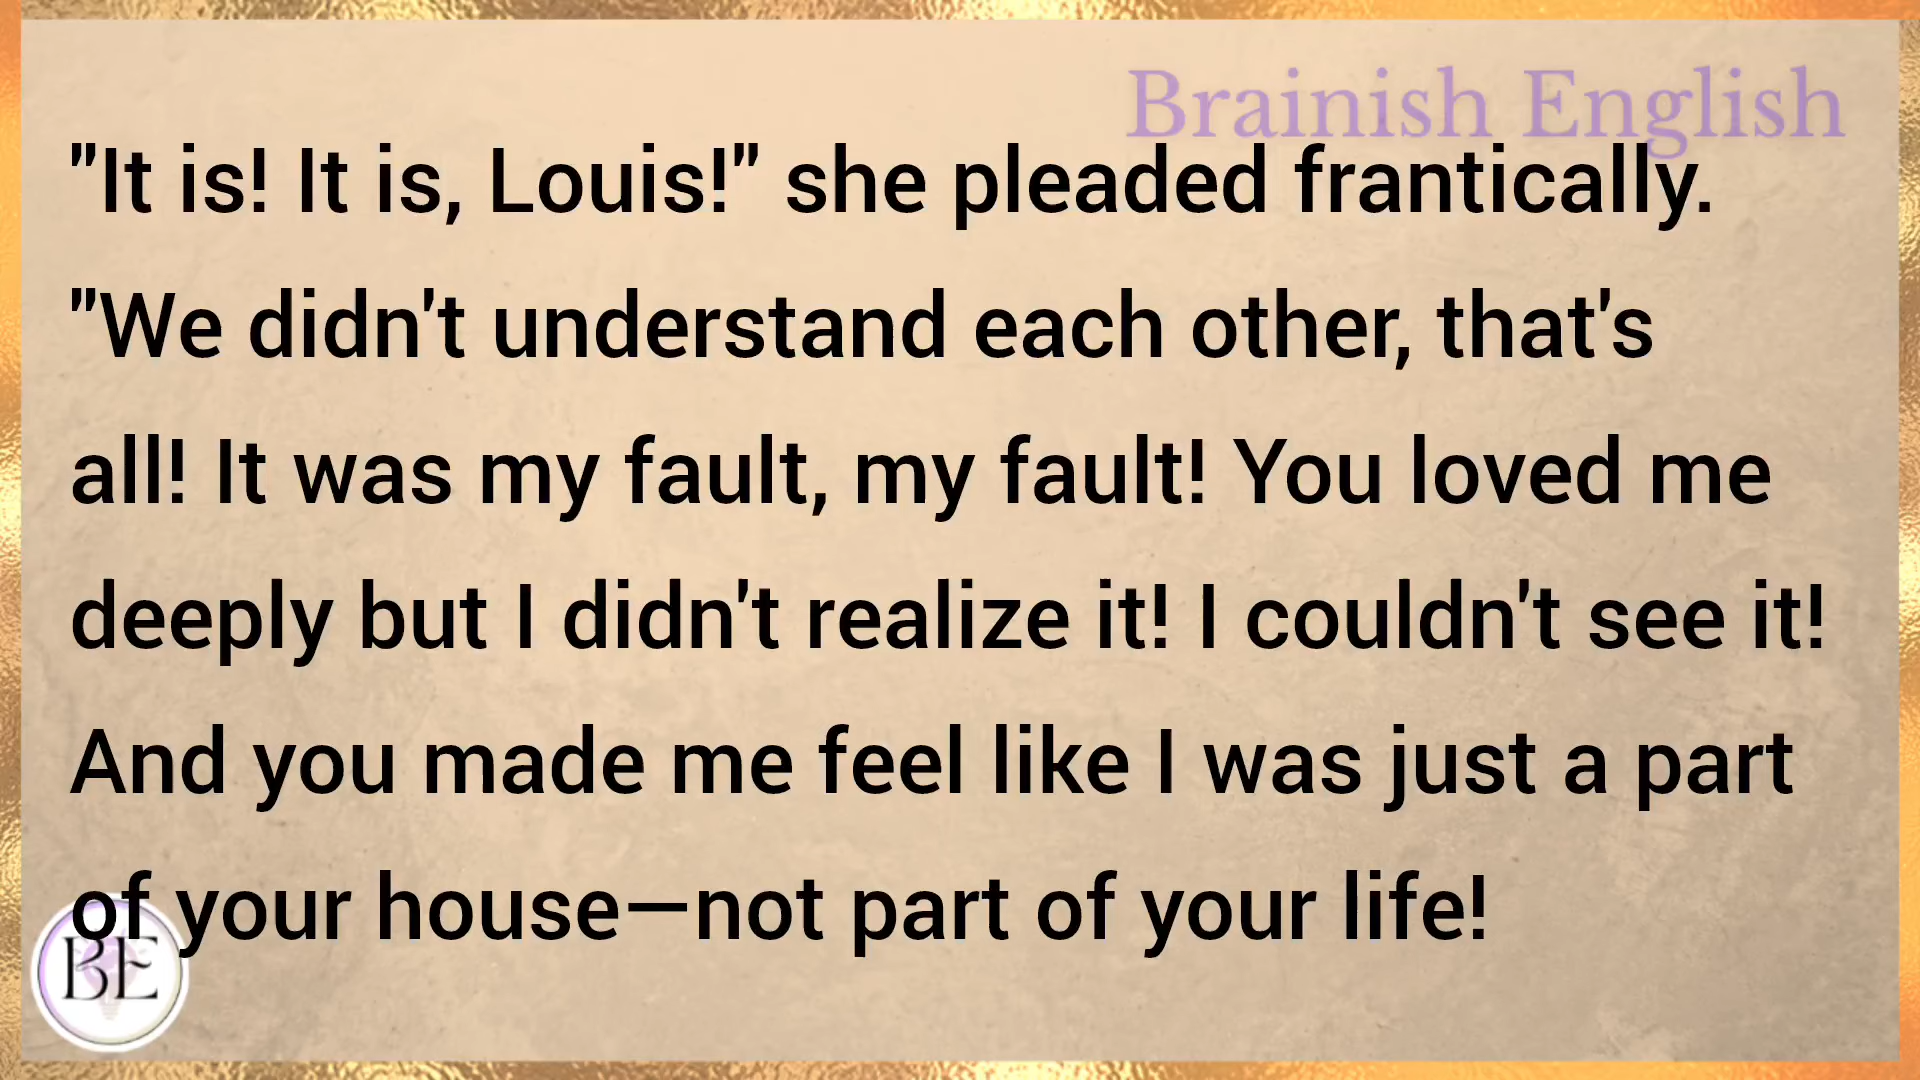 Brainish English
"It is! It is, Louis!" she pleaded frantically.
"We didn't understand each other, that's
all! It was my fault, my fault! You loved me
deeply but I didn't realize it! I couldn't see it!
And you made me feel like I was just a part
of your house—not part of your life!
BE